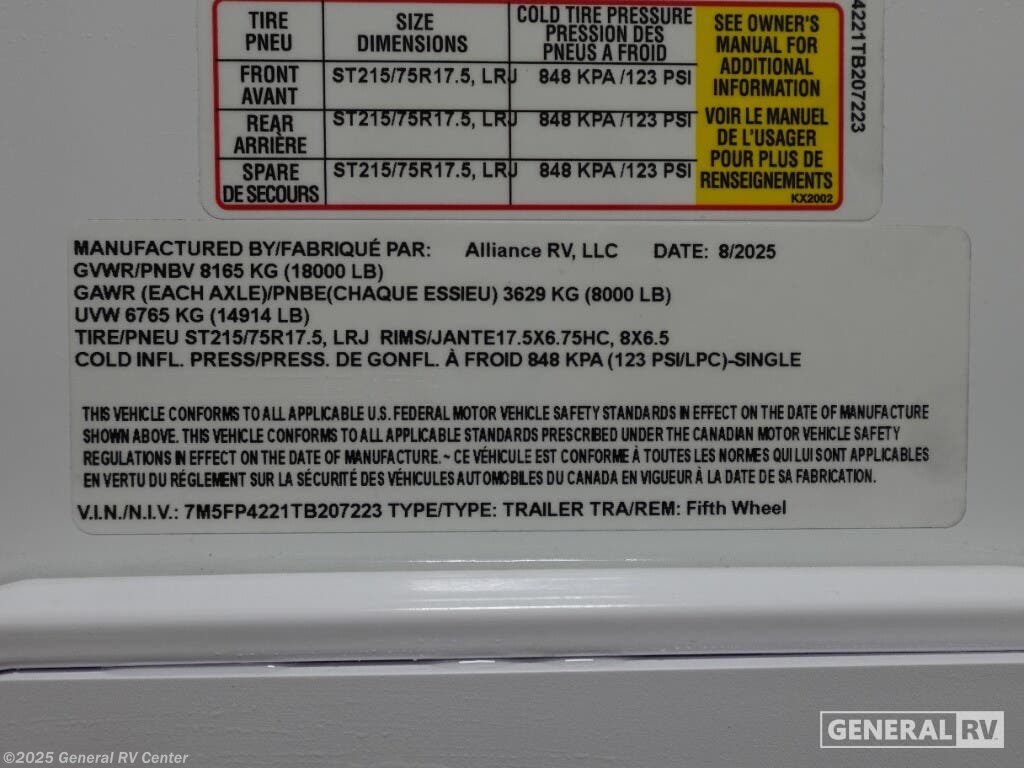 TIRE SIZE COLD TIRE PRESSURE SEE OWNER'S
PNEU DIMENSIONS PRESSION DES MANUAL FOR
PNEUS A FROID ADDITIONAL
FRONT ST215/75R17.5, LRJ 848 KPA /123 PSI INFORMATION
AVANT
REAR ST215/75R17.5, LRJ 848 KPA /123 PSI VOIR LE MANUEL
ARRIÈRE DE L'USAGER
SPARE ST215/75R17.5, LRJ 848 KPA /123 PSI POUR PLUS DE
DE SECOURS RENSEIGNEMENTS
KX2002
4221TB207223
MANUFACTURED BY/FABRIQUÉ PAR: Alliance RV, LLC DATE: 8/2025
GVWR/PNBV 8165 KG (18000 LB)
GAWR (EACH AXLE)/PNBE(CHAQUE ESSIEU) 3629 KG (8000 LB)
UVW 6765 KG (14914 LB)
TIRE/PNEU ST215/75R17.5, LRJ RIMS/JANTE17.5X6.75HC, 8X6.5
COLD INFL. PRESS/PRESS. DE GONFL. À FROID 848 KPA (123 PSI/LPC)-SINGLE
THIS VEHICLE CONFORMS TO ALL APPLICABLE U.S. FEDERAL MOTOR VEHICLE SAFETY STANDARDS IN EFFECT ON THE DATE OF MANUFACTURE
SHOWN ABOVE. THIS VEHICLE CONFORMS TO ALL APPLICABLE STANDARDS PRESCRIBED UNDER THE CANADIAN MOTOR VEHICLE SAFETY
REGULATIONS IN EFFECT ON THE DATE OF MANUFACTURE. ~ CE VÉHICULE EST CONFORME À TOUTES LES NORMES QUI LUI SONT APPLICABLES
EN VERTU DU RÉGLEMENT SUR LA SÉCURITÉ DES VÉHICULES AUTOMOBILES DU CANADA EN VIGUEUR À LA DATE DE SA FABRICATION.
V.I.N./N.I.V.: 7M5FP4221TB207223 TYPE/TYPE: TRAILER TRA/REM: Fifth Wheel
GENERAL RV
©2025 General RV Center